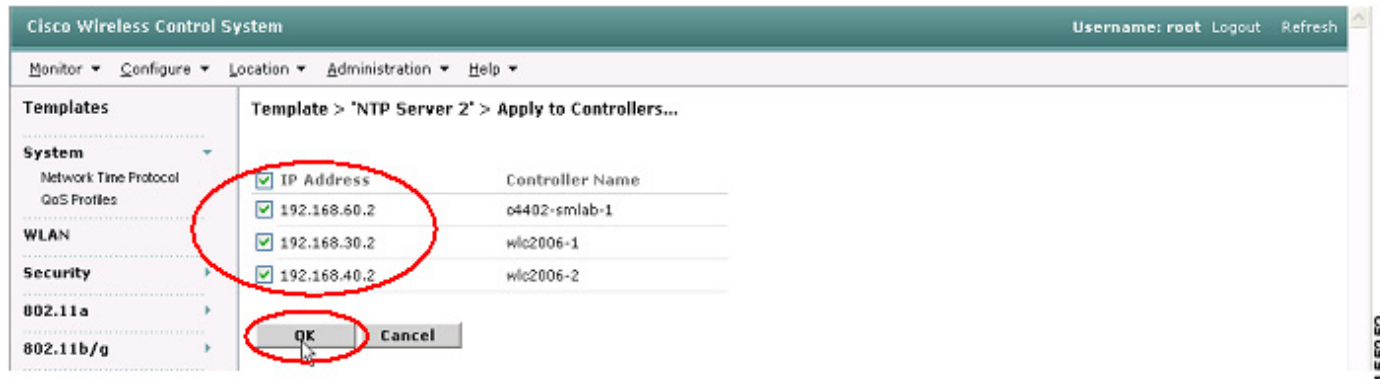 Cisco Wireless Control System
Username: root Logout Refresh
Monitor Configure Location Administration Help
Templates
Template > 'NTP Server 2' > Apply to Controllers...
System
Network Time Protocol
QoS Profiles
WLAN
Security
802.11a
802.11b/g
IP Address Controller Name
192.168.60.2 c4402-smlab-1
192.168.30.2 wlc2006-1
192.168.40.2 wlc2006-2
OK Cancel